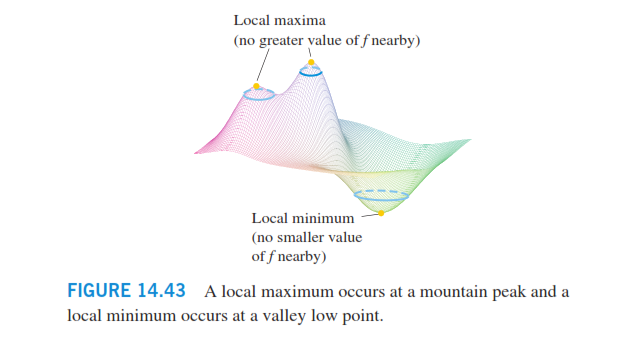 Local maxima
(no greater value of f nearby)
Local minimum
(no smaller value
of f nearby)
FIGURE 14.43 A local maximum occurs at a mountain peak and a
local minimum occurs at a valley low point.